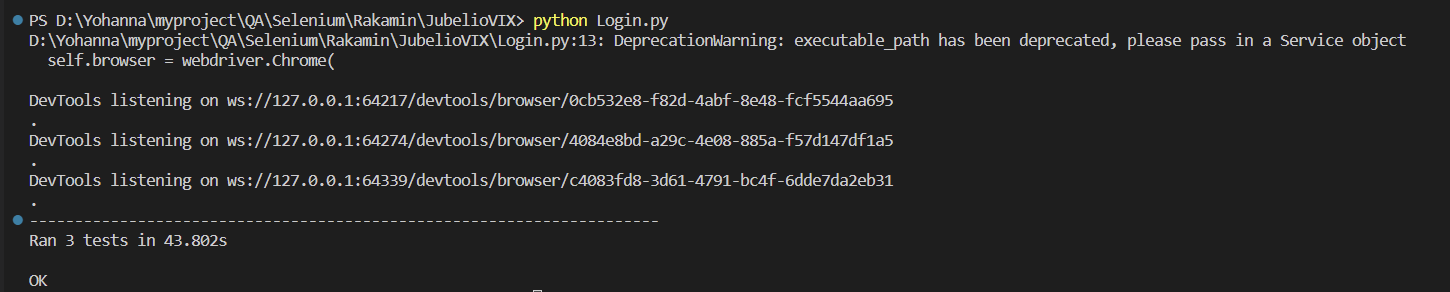 PS D:\Yohanna\myproject\QA\Selenium\Rakamin\JubelioVIX> python Login.py
D:\Yohanna\myproject\QA\Selenium\Rakamin\JubelioVIX\Login.py:13: DeprecationWarning: executable_path has been deprecated, please pass in a Service object
  self.browser = webdriver.Chrome(
DevTools listening on ws://127.0.0.1:64217/devtools/browser/0cb532e8-f82d-4abf-8e48-fcf5544aa695
.
DevTools listening on ws://127.0.0.1:64274/devtools/browser/4084e8bd-a29c-4e08-885a-f57d147df1a5
.
DevTools listening on ws://127.0.0.1:64339/devtools/browser/c4083fd8-3d61-4791-bc4f-6dde7da2eb31
.
----------------------------------------------------------------------
Ran 3 tests in 43.802s
OK